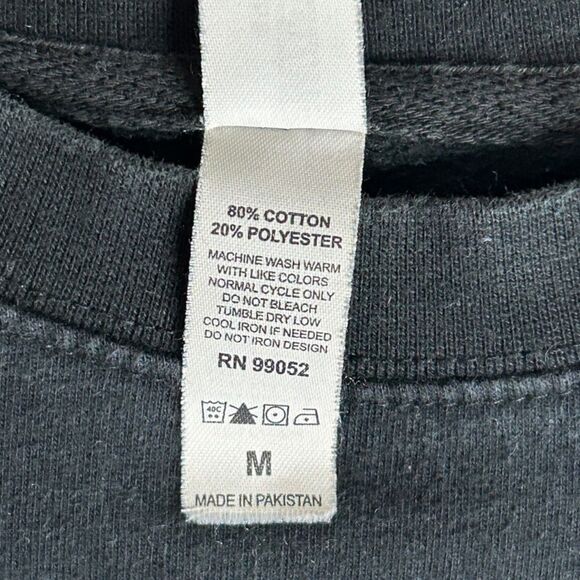 80% COTTON
20% POLYESTER
MACHINE WASH WARM
WITH LIKE COLORS
NORMAL CYCLE ONLY
DO NOT BLEACH
TUMBLE DRY LOW
COOL IRON IF NEEDED
DO NOT IRON DESIGN
RN 99052
40C
M
MADE IN PAKISTAN